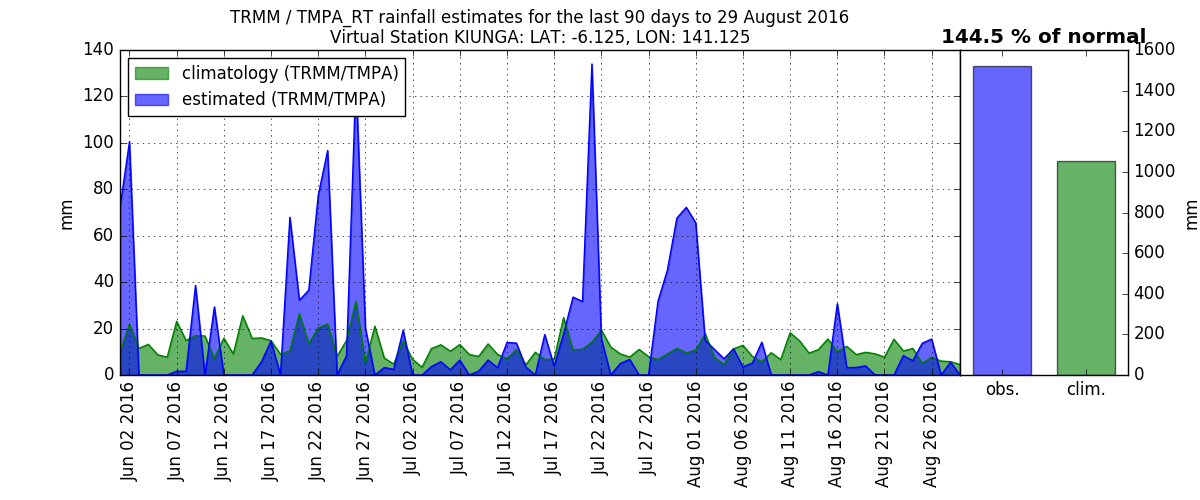 TRMM / TMPA_RT rainfall estimates for the last 90 days to 29 August 2016
Virtual Station KIUNGA: LAT: -6.125, LON: 141.125
144.5 % of normal
climatology (TRMM/TMPA)
estimated (TRMM/TMPA)
140
120
100
80
60
40
20
0
mm
Jun 02 2016
Jun 07 2016
Jun 12 2016
Jun 17 2016
Jun 22 2016
Jun 27 2016
Jul 02 2016
Jul 07 2016
Jul 12 2016
Jul 17 2016
Jul 22 2016
Jul 27 2016
Aug 01 2016
Aug 06 2016
Aug 11 2016
Aug 16 2016
Aug 21 2016
Aug 26 2016
1600
1400
1200
1000
800
600
400
200
0
mm
obs.
clim.